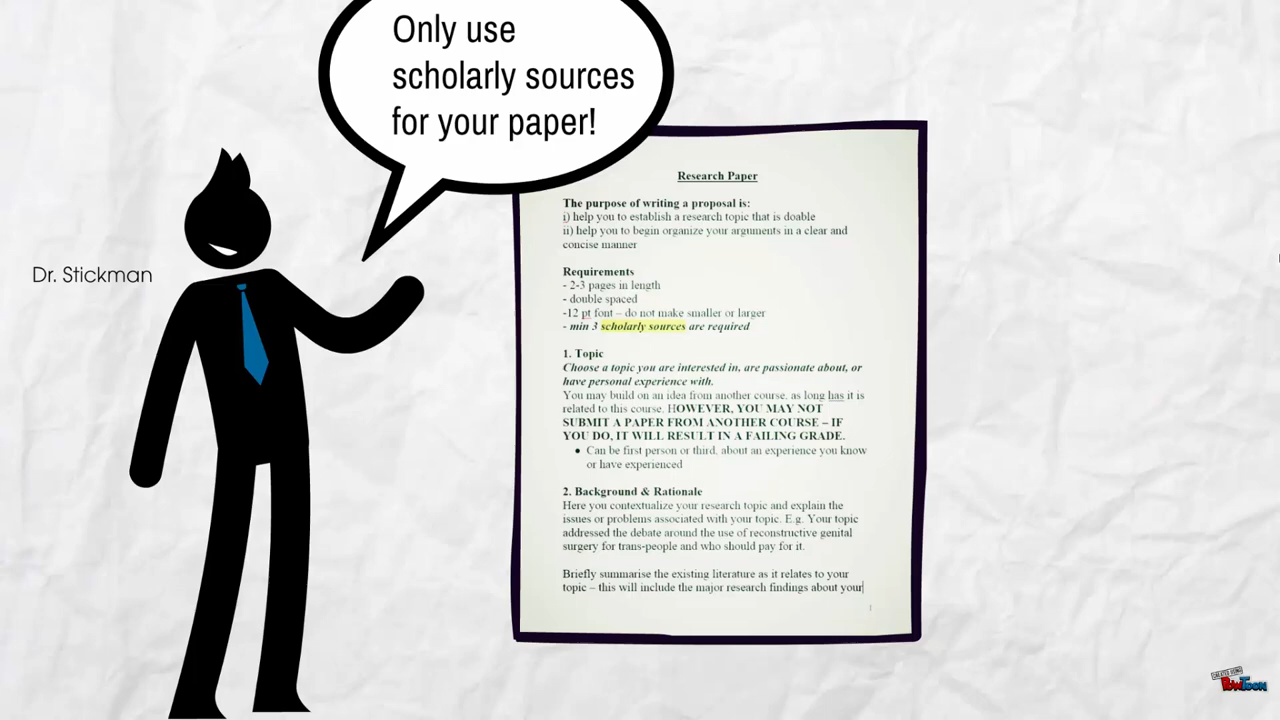 Only use
scholarly sources
for your paper!
Dr. Stickman
Research Paper
The purpose of writing a proposal is:
i) help you to establish a research topic that is doable
ii) help you to begin organize your arguments in a clear and
concise manner
Requirements
- 2-3 pages in length
- double spaced
-12 pt font – do not make smaller or larger
- min 3 scholarly sources are required
1. Topic
Choose a topic you are interested in, are passionate about, or
have personal experience with.
You may build on an idea from another course, as long has it is
related to this course. HOWEVER, YOU MAY NOT
SUBMIT A PAPER FROM ANOTHER COURSE – IF
YOU DO, IT WILL RESULT IN A FAILING GRADE.
• Can be first person or third, about an experience you know
or have experienced
2. Background & Rationale
Here you contextualize your research topic and explain the
issues or problems associated with your topic. E.g. Your topic
addressed the debate around the use of reconstructive genital
surgery for trans-people and who should pay for it.
Briefly summarise the existing literature as it relates to your
topic – this will include the major research findings about your
1
CREATED USING
PowToon